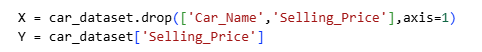 X = car_dataset.drop(['Car_Name','Selling_Price'],axis=1)
Y = car_dataset['Selling_Price']